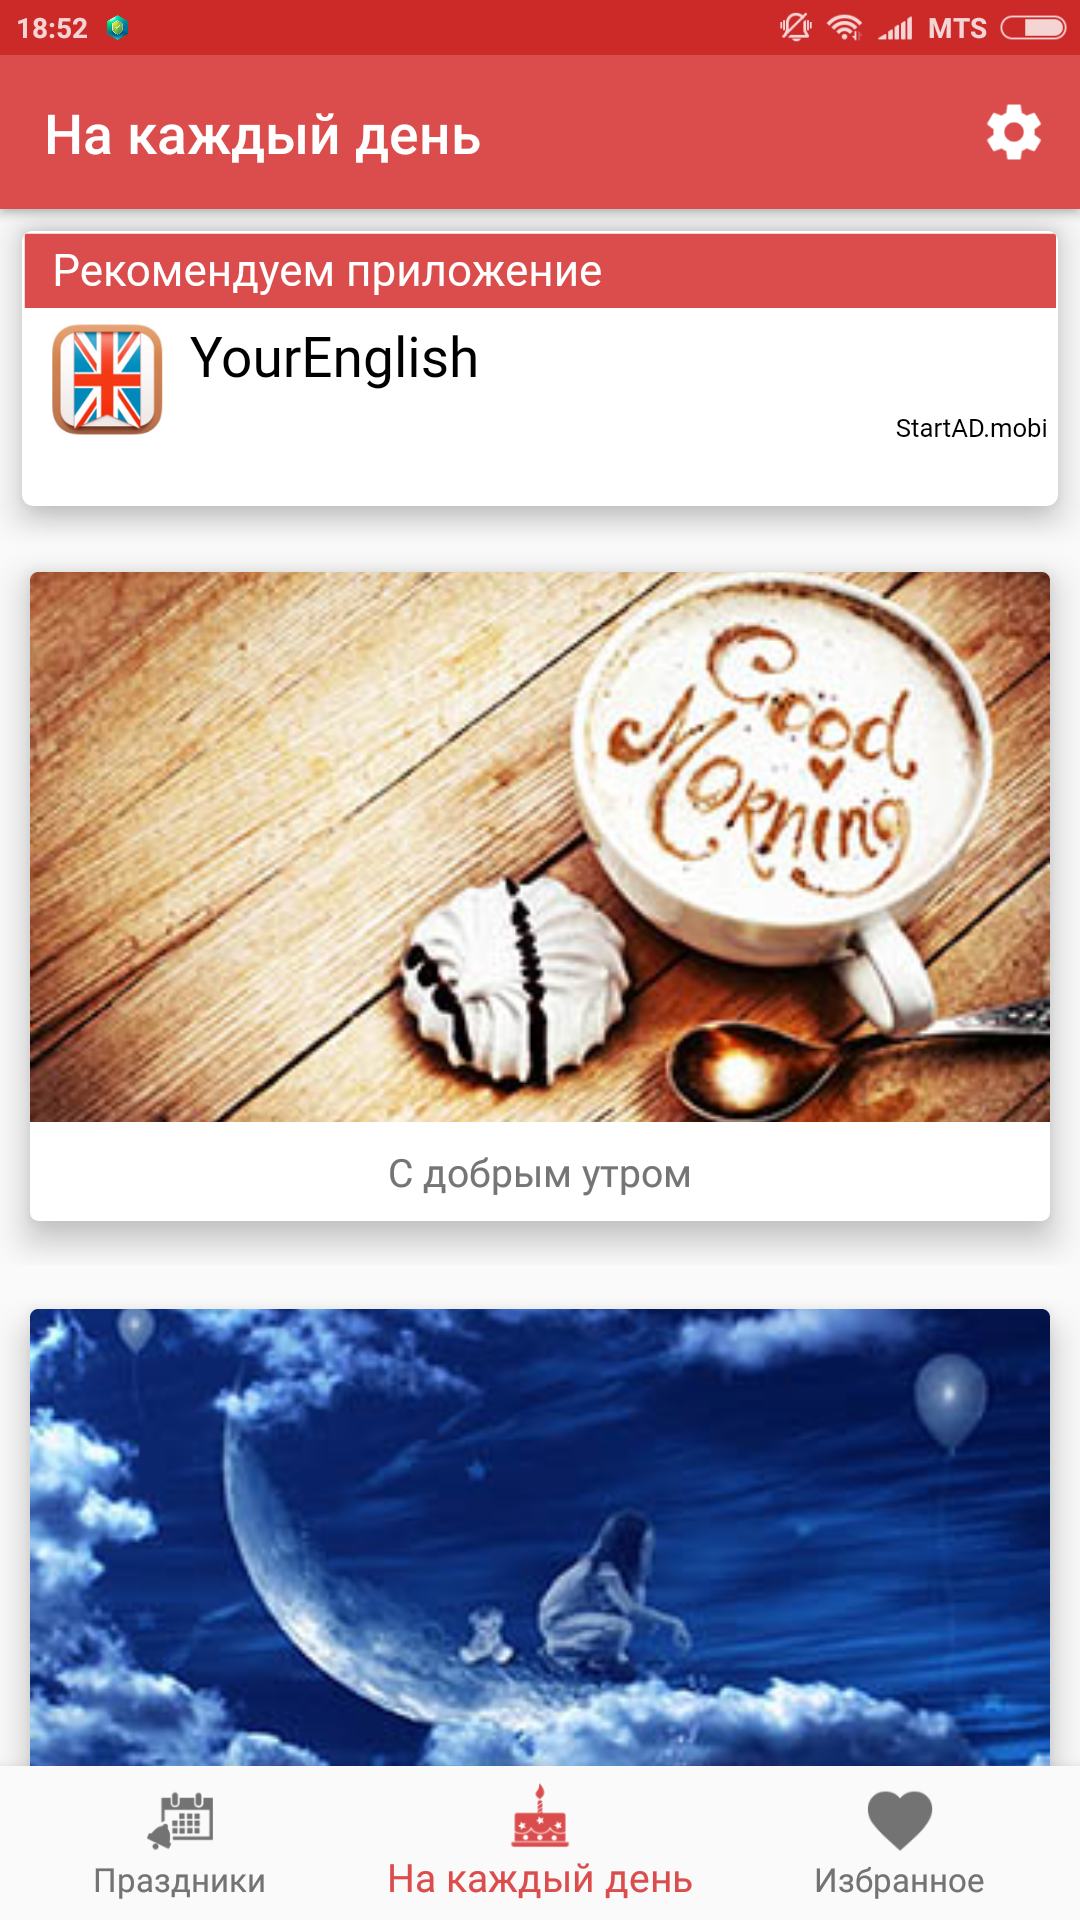 18:52
MTS
На каждый день
Рекомендуем приложение
YourEnglish
StartAD.mobi
Good
Morning
С добрым утром
Праздники
На каждый день
Избранное